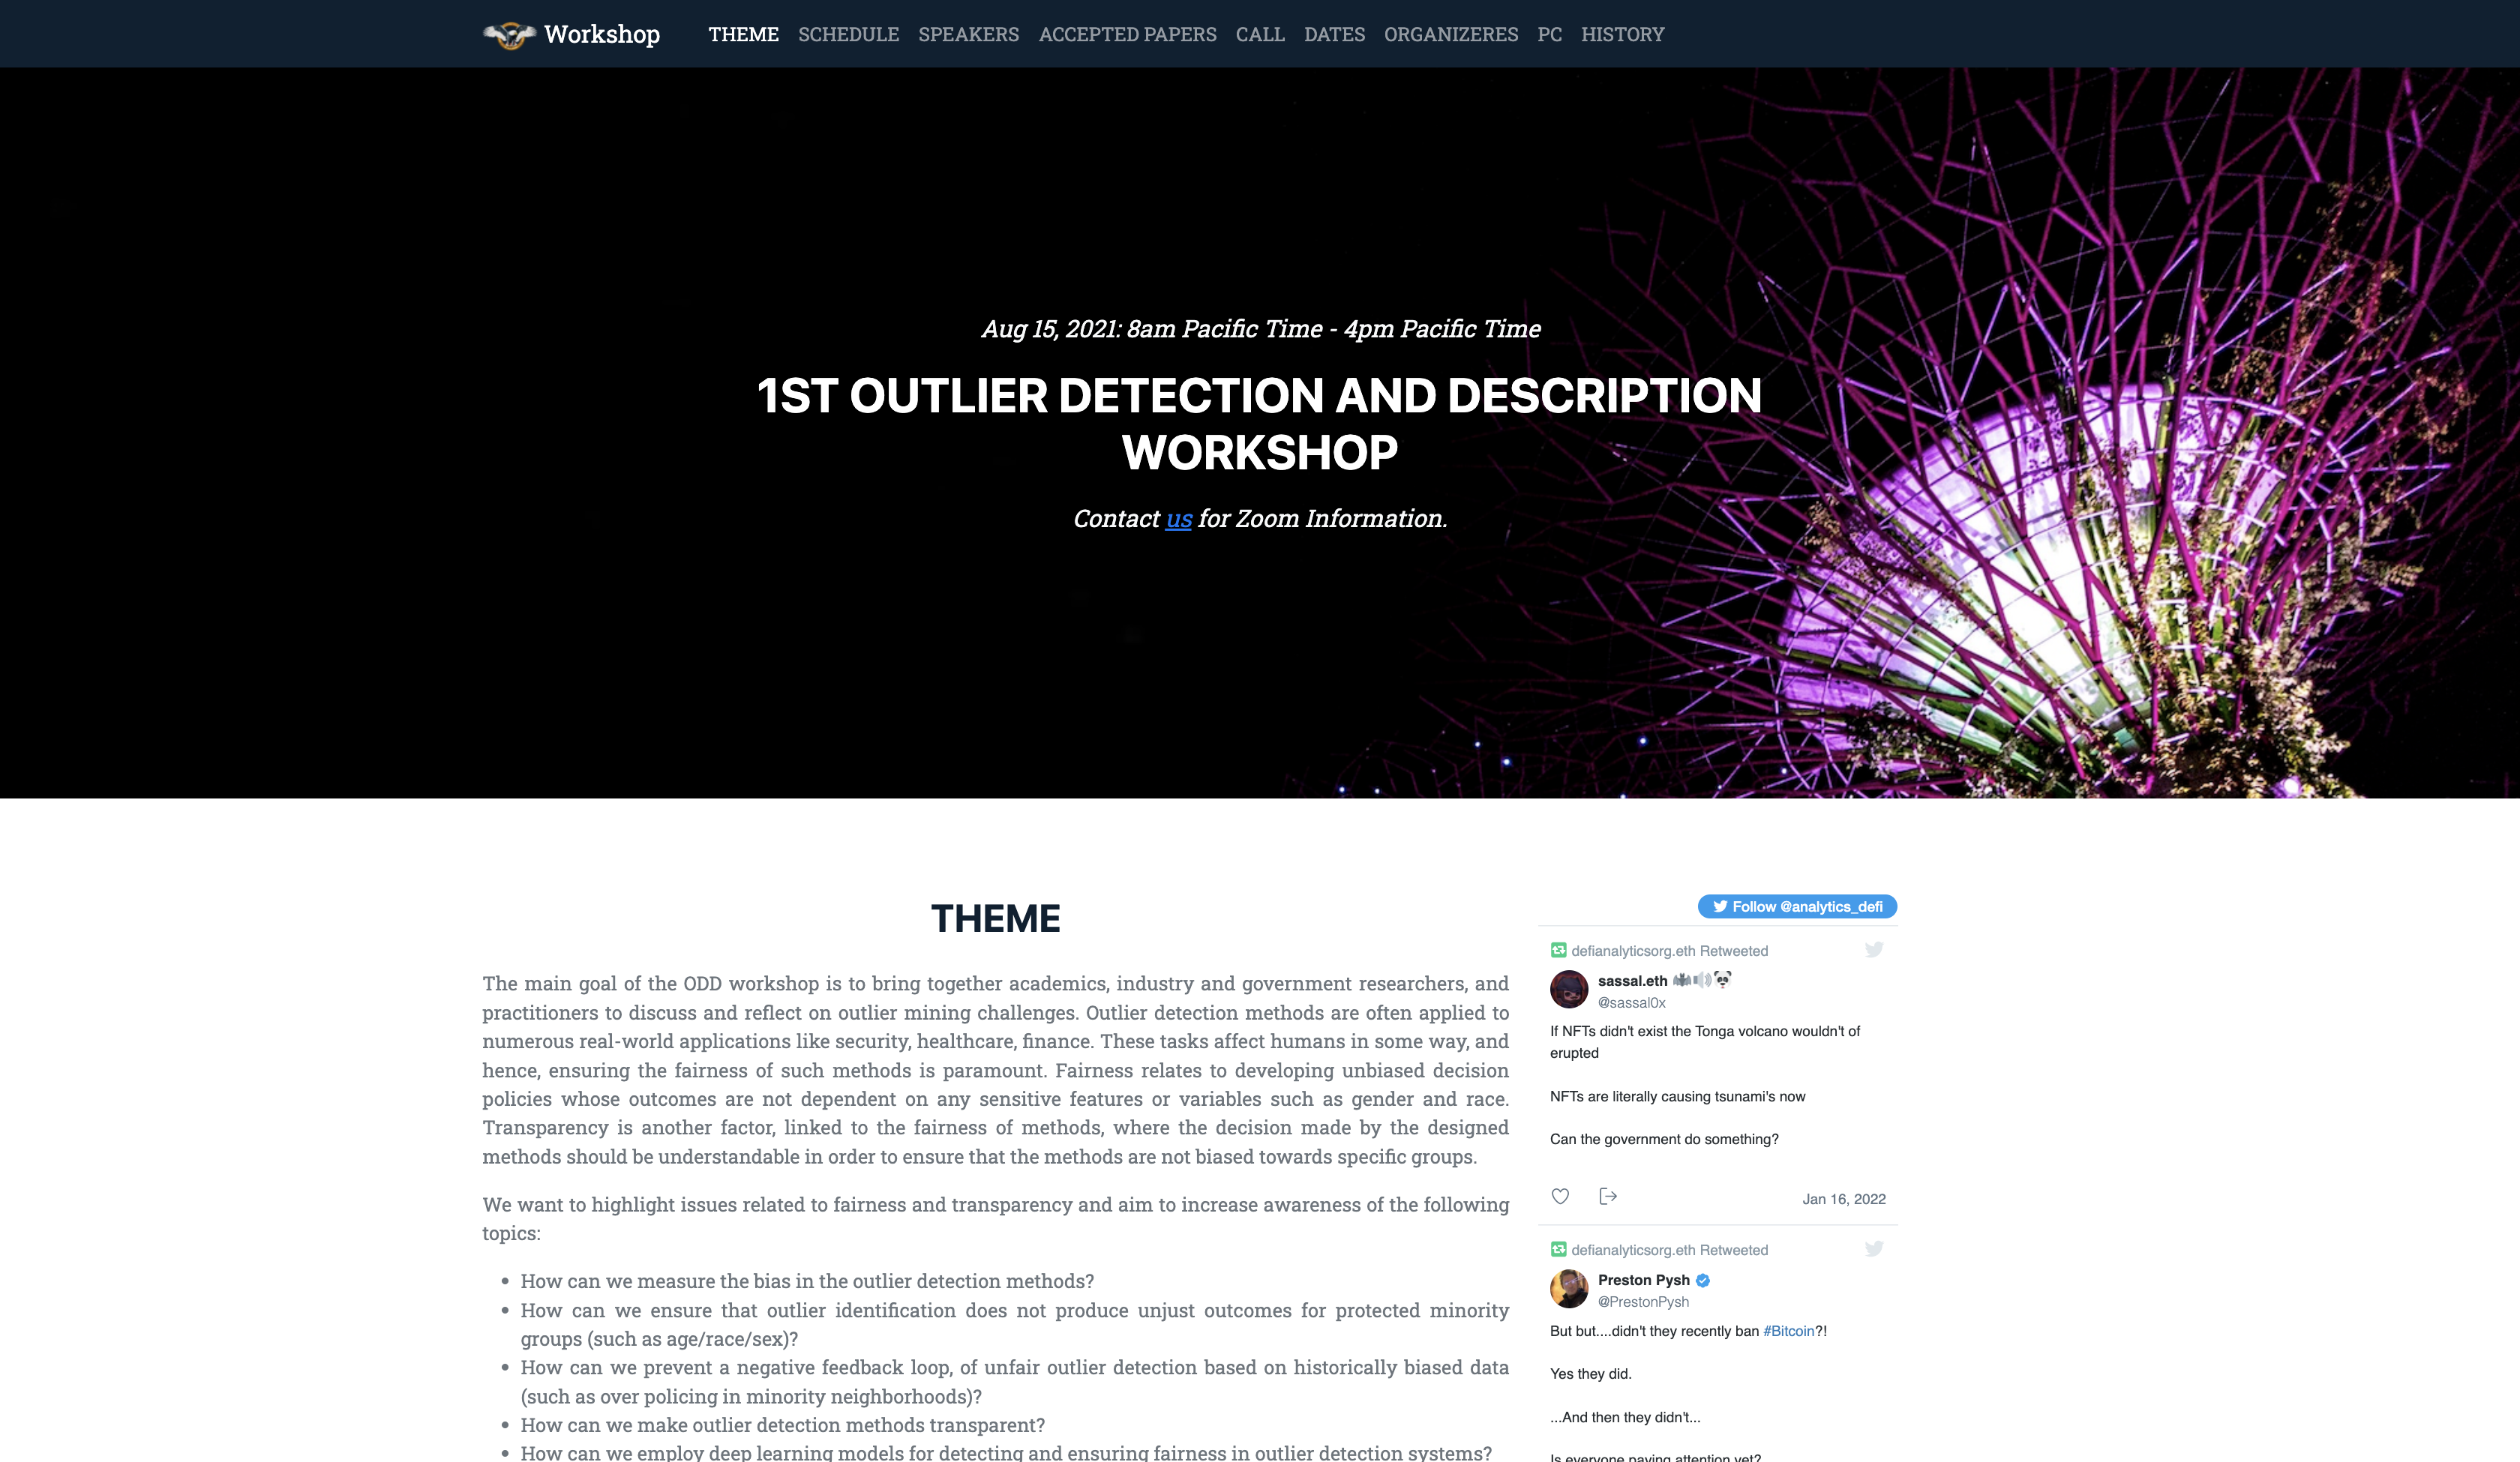 Workshop THEME SCHEDULE SPEAKERS ACCEPTED PAPERS CALL DATES ORGANIZERES PC HISTORY
Aug 15, 2021: 8am Pacific Time - 4pm Pacific Time
1ST OUTLIER DETECTION AND DESCRIPTION
WORKSHOP
Contact us for Zoom Information.
THEME
The main goal of the ODD workshop is to bring together academics, industry and government researchers, and
practitioners to discuss and reflect on outlier mining challenges. Outlier detection methods are often applied to
numerous real-world applications like security, healthcare, finance. These tasks affect humans in some way, and
hence, ensuring the fairness of such methods is paramount. Fairness relates to developing unbiased decision
policies whose outcomes are not dependent on any sensitive features or variables such as gender and race.
Transparency is another factor, linked to the fairness of methods, where the decision made by the designed
methods should be understandable in order to ensure that the methods are not biased towards specific groups.
We want to highlight issues related to fairness and transparency and aim to increase awareness of the following
topics:
• How can we measure the bias in the outlier detection methods?
• How can we ensure that outlier identification does not produce unjust outcomes for protected minority
groups (such as age/race/sex)?
• How can we prevent a negative feedback loop, of unfair outlier detection based on historically biased data
(such as over policing in minority neighborhoods)?
• How can we make outlier detection methods transparent?
• How can we employ deep learning models for detecting and ensuring fairness in outlier detection systems?
Follow @analytics_defi
defianalyticsorg.eth Retweeted
sassal.eth 🦇🔊🐼
@sassal0x
If NFTs didn't exist the Tonga volcano wouldn't of
erupted
NFTs are literally causing tsunami's now
Can the government do something?
Jan 16, 2022
defianalyticsorg.eth Retweeted
Preston Pysh
@PrestonPysh
But but....didn't they recently ban #Bitcoin?!
Yes they did.
...And then they didn't...
Is everyone paying attention yet?